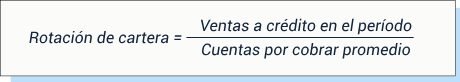 Ventas a crédito en el período
Rotación de cartera =
Cuentas por cobrar promedio